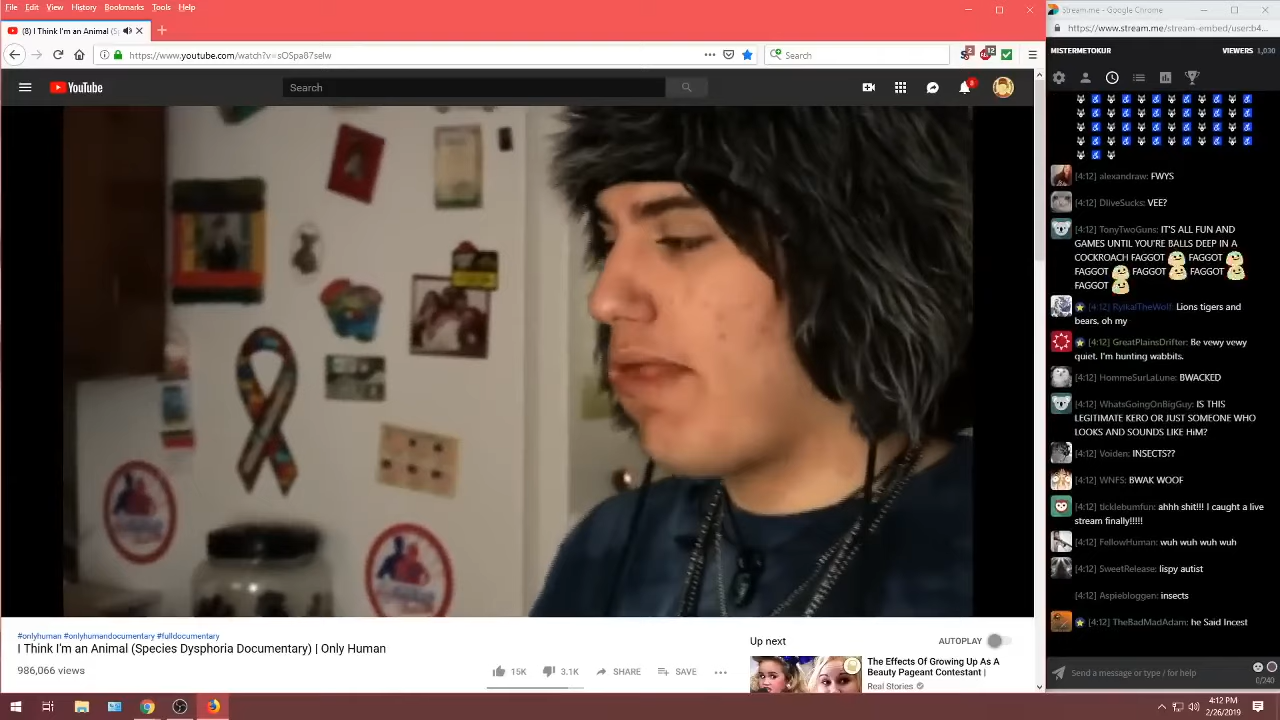 File Edit View History Bookmarks Tools Help
(8) I Think I'm an Animal (Sp
https://www.youtube.com/watch?v=sOSpa87selw
Search
2
12
YouTube
Search
8
#onlyhuman #onlyhumandocumentary #fulldocumentary
I Think I'm an Animal (Species Dysphoria Documentary) | Only Human
986,066 views
15K
3.1K
SHARE
SAVE
Up next
AUTOPLAY
The Effects Of Growing Up As A
Beauty Pageant Contestant |
Real Stories
Stream.me - Google Chrome
https://www.stream.me/stream-embed/user:b4...
MISTERMETOKUR
VIEWERS 1,030
[4:12] alexandraw: FWYS
[4:12] DliveSucks: VEE?
[4:12] TonyTwoGuns: IT'S ALL FUN AND
GAMES UNTIL YOU'RE BALLS DEEP IN A
COCKROACH FAGGOT FAGGOT
FAGGOT FAGGOT FAGGOT
FAGGOT
[4:12] RyikalTheWolf: Lions tigers and
bears. oh my
[4:12] GreatPlainsDrifter: Be vewy vewy
quiet. I'm hunting wabbits.
[4:12] HommeSurLaLune: BWACKED
[4:12] WhatsGoingOnBigGuy: IS THIS
LEGITIMATE KERO OR JUST SOMEONE WHO
LOOKS AND SOUNDS LIKE HiM?
[4:12] Voiden: INSECTS??
[4:12] WNFS: BWAK WOOF
[4:12] ticklebumfun: ahhh shit!!! I caught a live
stream finally!!!!!
[4:12] FellowHuman: wuh wuh wuh wuh
[4:12] SweetRelease: lispy autist
[4:12] Aspiebloggen: insects
[4:12] TheBadMadAdam: he Said Incest
Send a message or type / for help
0/240
4:12 PM
2/26/2019